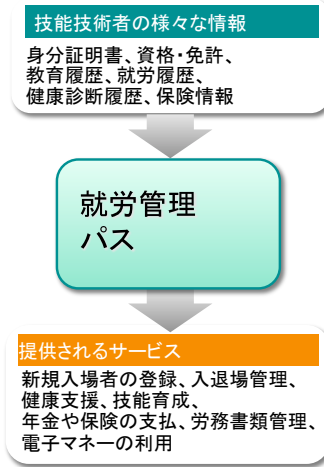 技能技術者の様々な情報
身分証明書、資格・免許、
教育履歴、就労履歴、
健康診断履歴、保険情報
就労管理
パス
提供されるサービス
新規入場者の登録、入退場管理、
健康支援、技能育成、
年金や保険の支払、労務書類管理、
電子マネーの利用